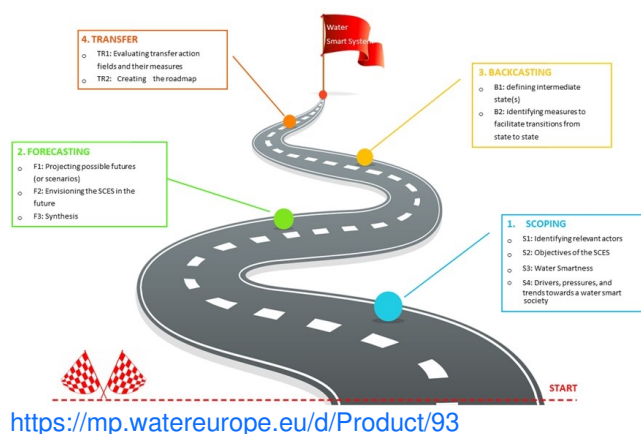 Water
Smart System
4. TRANSFER
o TR1: Evaluating transfer action
fields and their measures
o TR2: Creating the roadmap
3. BACKCASTING
o B1: defining intermediate
state(s)
o B2: identifying measures to
facilitate transitions from
state to state
2. FORECASTING
o F1: Projecting possible futures
(or scenarios)
o F2: Envisioning the SCES in the
future
o F3: Synthesis
1. SCOPING
o S1: Identifying relevant actors
o S2: Objectives of the SCES
o S3: Water Smartness
o S4: Drivers, pressures, and
trends towards a water smart
society
START
https://mp.watereurope.eu/d/Product/93